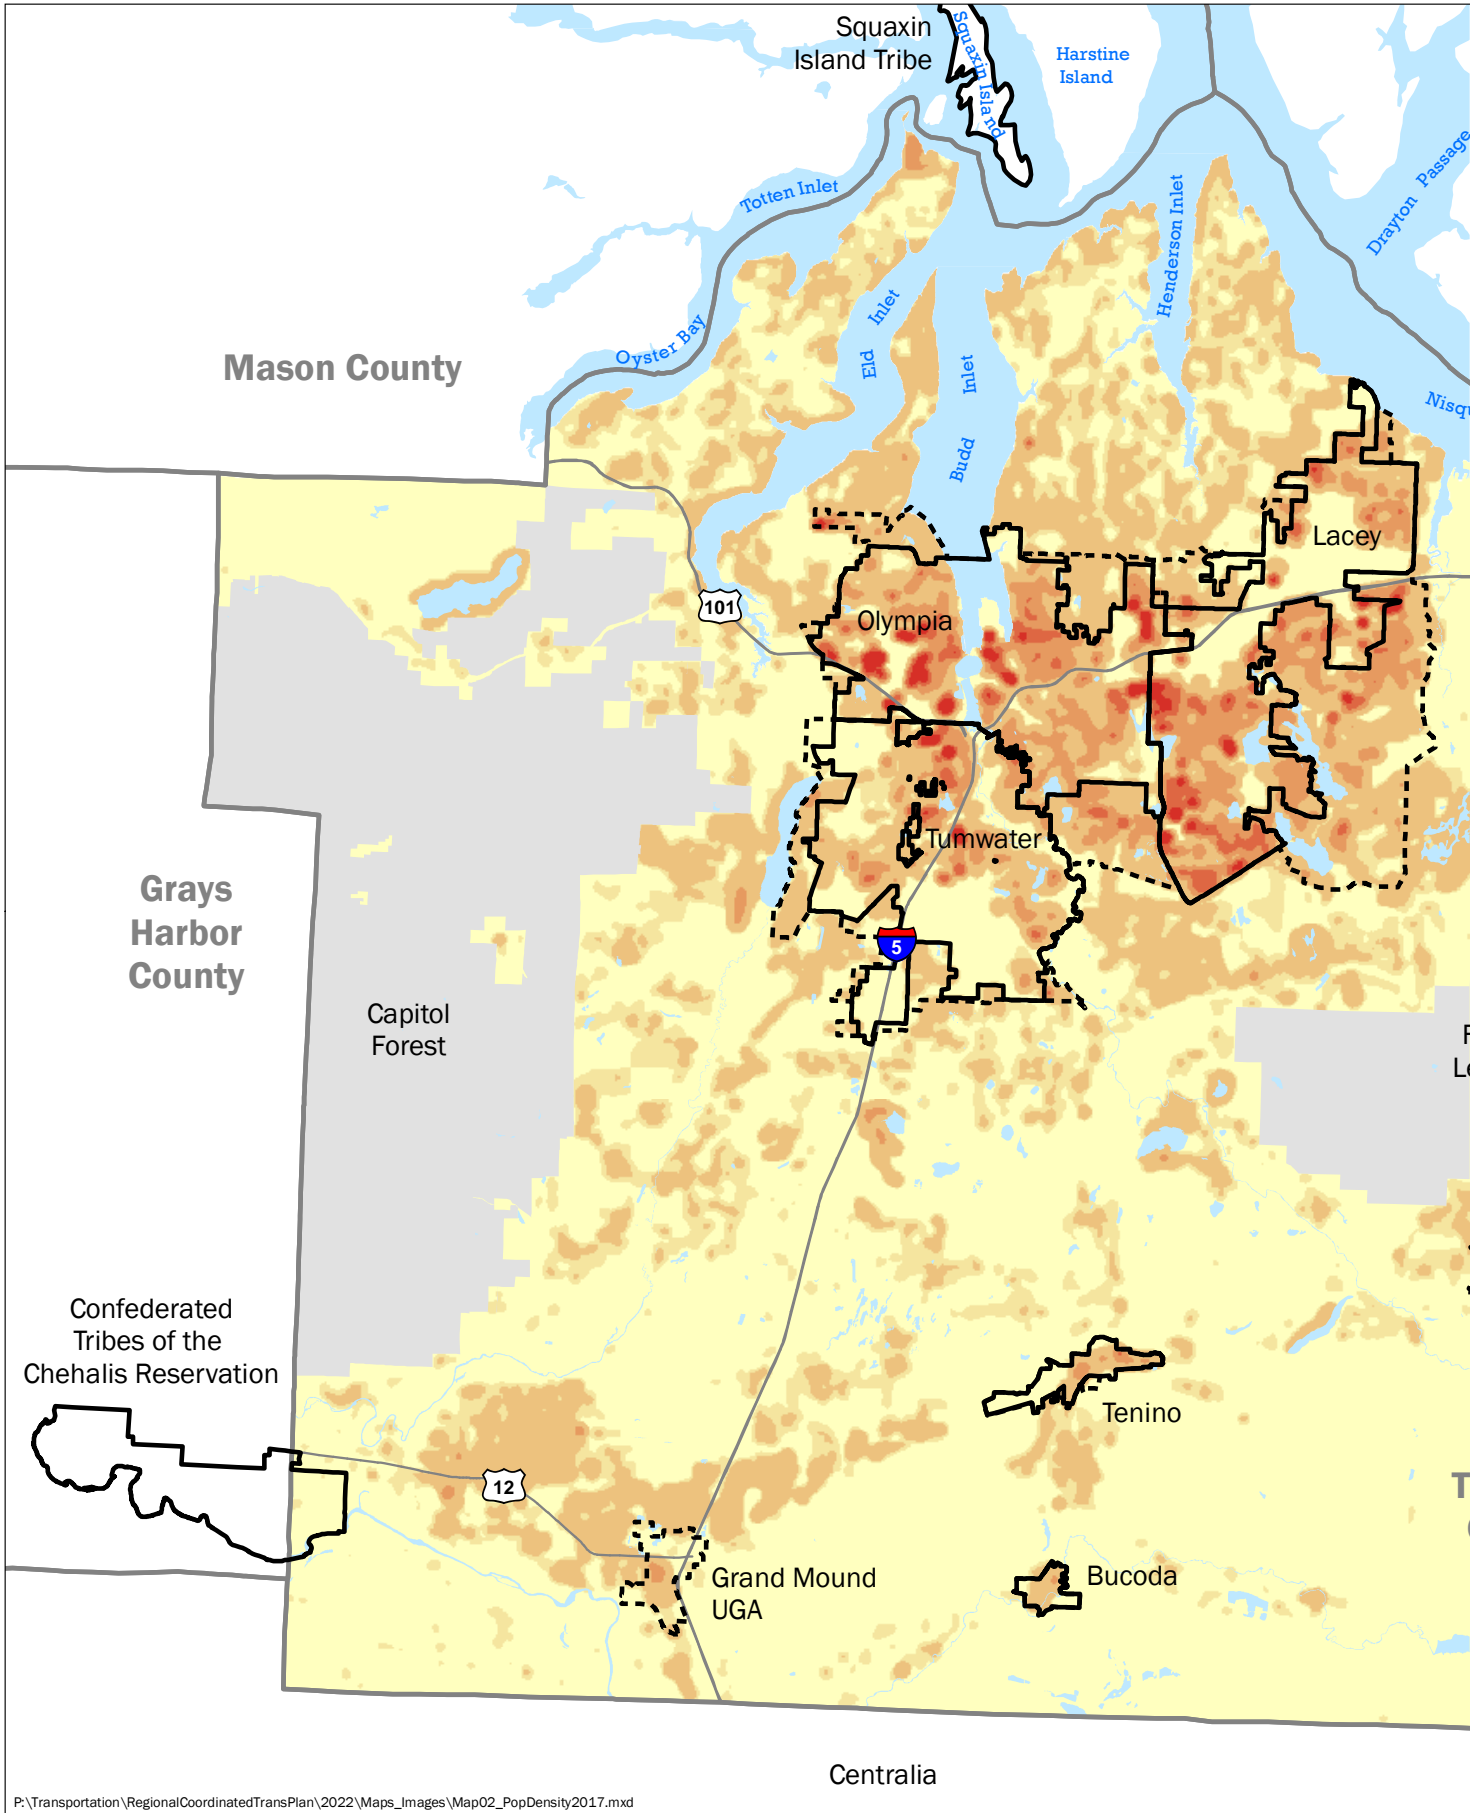 Squaxin
Island Tribe
Squaxin Island
Harstine
Island
Drayton Passage
Totten Inlet
Henderson Inlet
Eld Inlet
Oyster Bay
Budd Inlet
Mason County
Nisqu
Lacey
101
Olympia
Tumwater
Grays
Harbor
County
5
Capitol
Forest
F
Le
Confederated
Tribes of the
Chehalis Reservation
Tenino
12
T
Grand Mound
UGA
Bucoda
Centralia
P:\Transportation\RegionalCoordinatedTransPlan\2022\Maps_Images\Map02_PopDensity2017.mxd